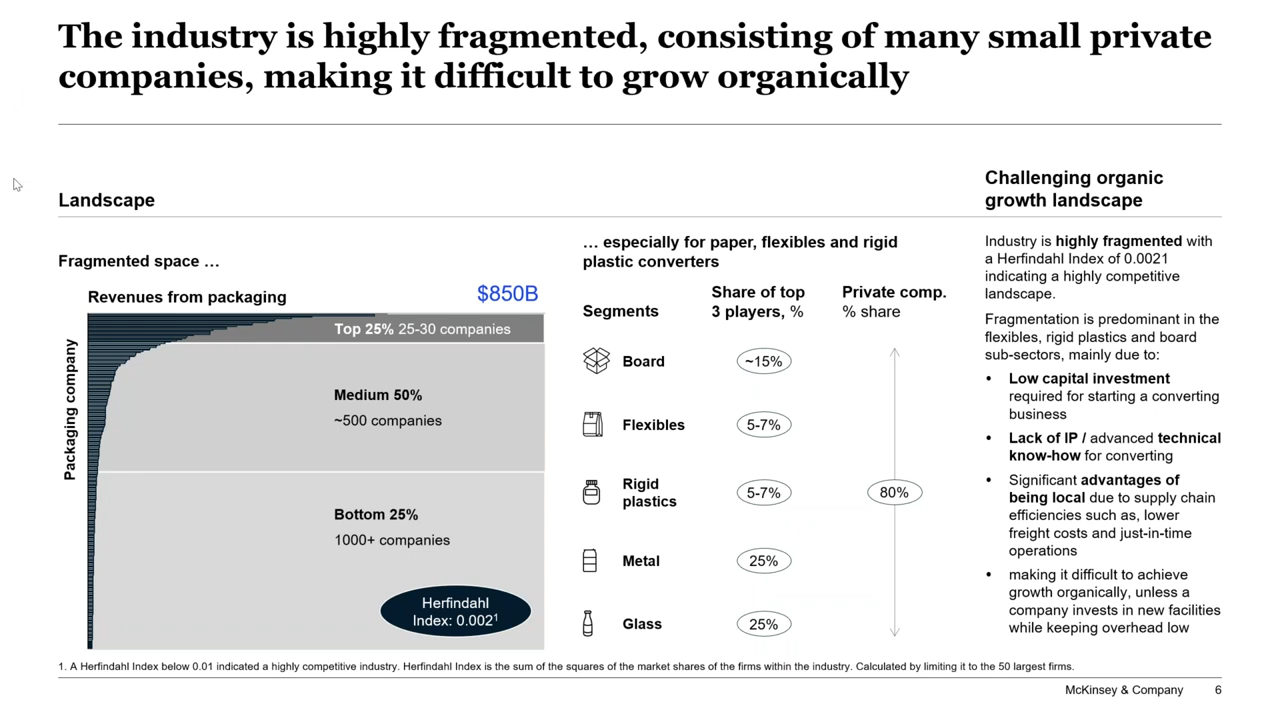 The industry is highly fragmented, consisting of many small private
companies, making it difficult to grow organically
Landscape
Fragmented space …
Revenues from packaging
$850B
Packaging company
Top 25% 25-30 companies
Medium 50%
~500 companies
Bottom 25%
1000+ companies
Herfindahl
Index: 0.002¹
… especially for paper, flexibles and rigid
plastic converters
Segments
Share of top
3 players, %
Private comp.
% share
Board
~15%
Flexibles
5-7%
Rigid
plastics
5-7%
80%
Metal
25%
Glass
25%
Challenging organic
growth landscape
Industry is highly fragmented with
a Herfindahl Index of 0.0021
indicating a highly competitive
landscape.
Fragmentation is predominant in the
flexibles, rigid plastics and board
sub-sectors, mainly due to:
• Low capital investment
required for starting a converting
business
• Lack of IP / advanced technical
know-how for converting
• Significant advantages of
being local due to supply chain
efficiencies such as, lower
freight costs and just-in-time
operations
• making it difficult to achieve
growth organically, unless a
company invests in new facilities
while keeping overhead low
1. A Herfindahl Index below 0.01 indicated a highly competitive industry. Herfindahl Index is the sum of the squares of the market shares of the firms within the industry. Calculated by limiting it to the 50 largest firms.
McKinsey & Company 6